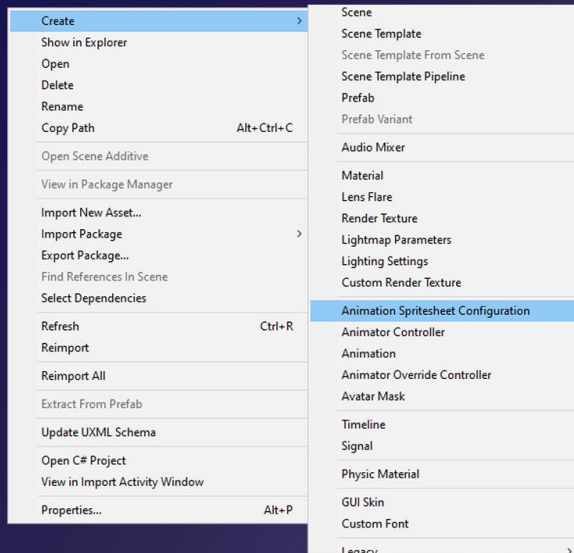 Create
Show in Explorer
Open
Delete
Rename
Copy Path Alt+Ctrl+C
Open Scene Additive
View in Package Manager
Import New Asset...
Import Package
Export Package...
Find References In Scene
Select Dependencies
Refresh Ctrl+R
Reimport
Reimport All
Extract From Prefab
Update UXML Schema
Open C# Project
View in Import Activity Window
Properties... Alt+P
Scene
Scene Template
Scene Template From Scene
Scene Template Pipeline
Prefab
Prefab Variant
Audio Mixer
Material
Lens Flare
Render Texture
Lightmap Parameters
Lighting Settings
Custom Render Texture
Animation Spritesheet Configuration
Animator Controller
Animation
Animator Override Controller
Avatar Mask
Timeline
Signal
Physic Material
GUI Skin
Custom Font
Legacy